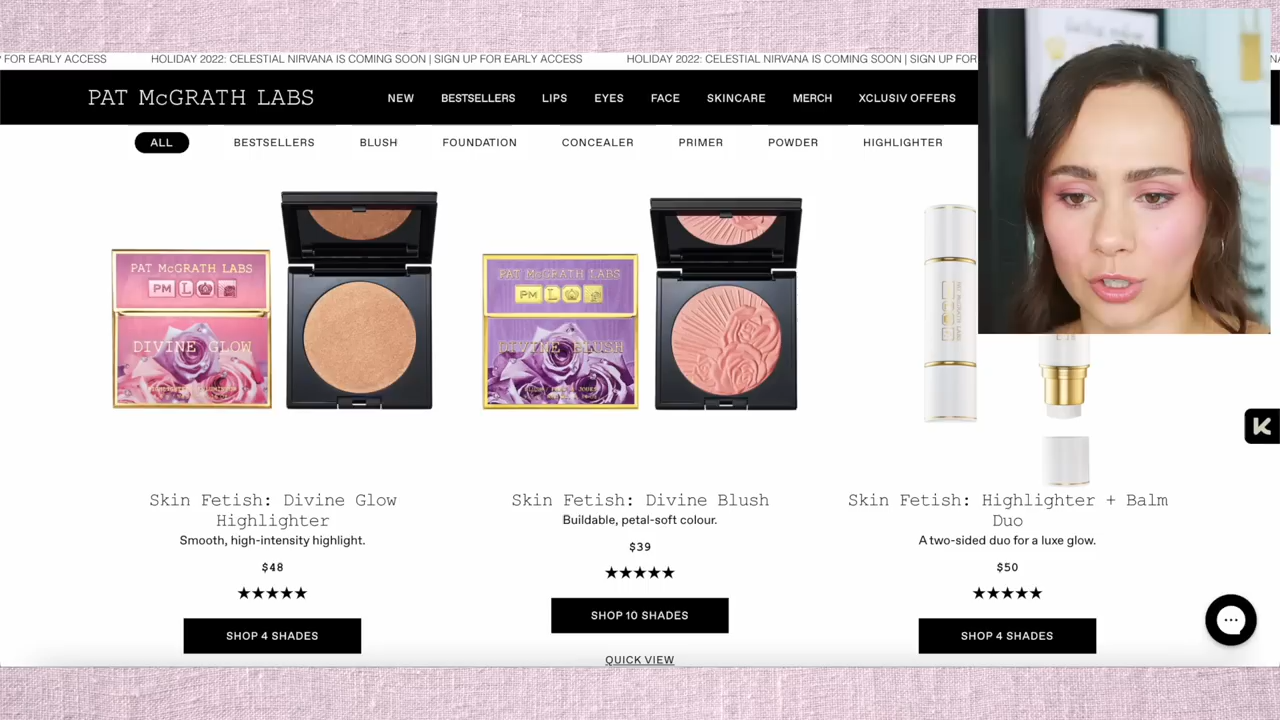 P FOR EARLY ACCESS HOLIDAY 2022: CELESTIAL NIRVANA IS COMING SOON | SIGN UP FOR EARLY ACCESS HOLIDAY 2022: CELESTIAL NIRVANA IS COMING SOON | SIGN UP FOR
PAT McGRATH LABS
NEW BESTSELLERS LIPS EYES FACE SKINCARE MERCH XCLUSIV OFFERS
ALL BESTSELLERS BLUSH FOUNDATION CONCEALER PRIMER POWDER HIGHLIGHTER
PAT McGRATH LABS
PM L
DIVINE GLOW
PAT McGRATH LABS
PM L
DIVINE BLUSH
PAT McGRATH LABS
K
Skin Fetish: Divine Glow
Highlighter
Smooth, high-intensity highlight.
$48
★★★★★
SHOP 4 SHADES
Skin Fetish: Divine Blush
Buildable, petal-soft colour.
$39
★★★★★
SHOP 10 SHADES
QUICK VIEW
Skin Fetish: Highlighter + Balm
Duo
A two-sided duo for a luxe glow.
$50
★★★★★
SHOP 4 SHADES